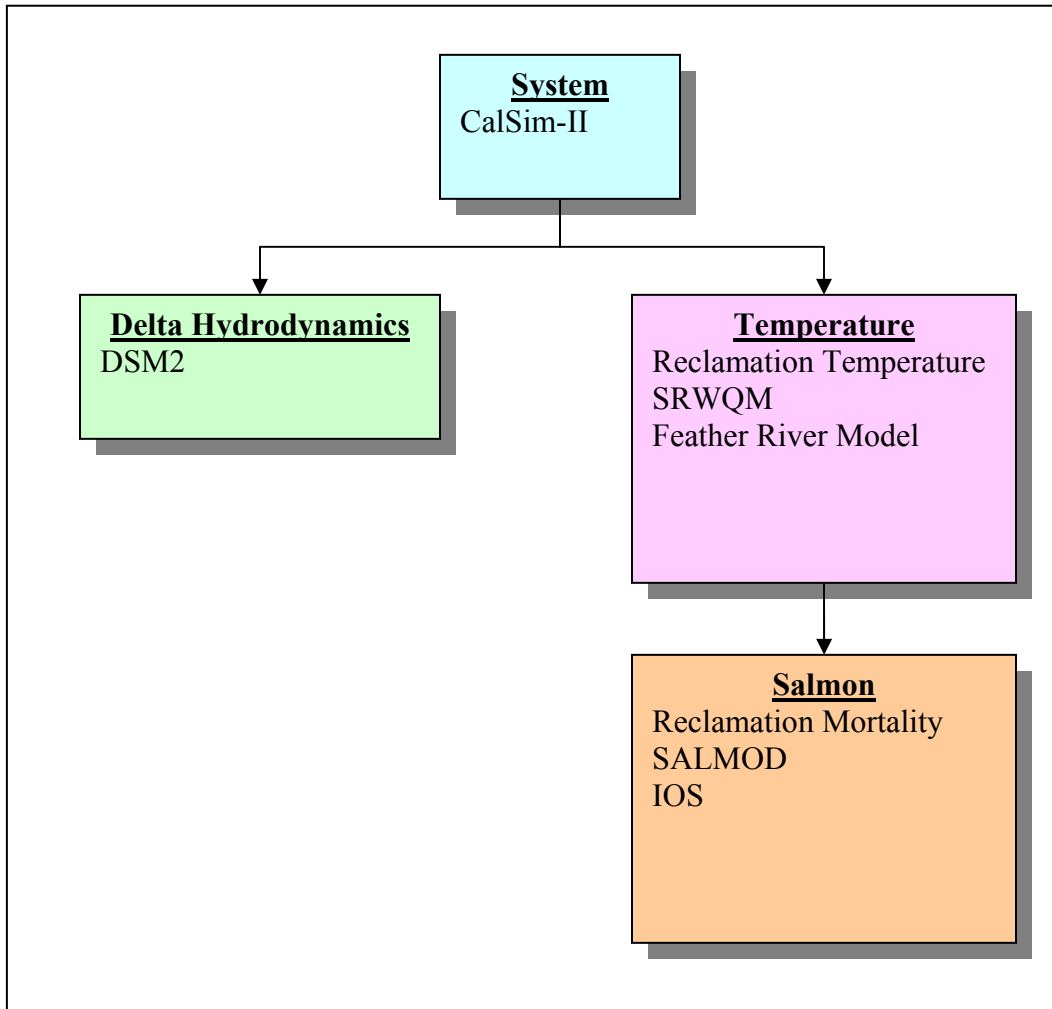 System
CalSim-II
Delta Hydrodynamics
DSM2
Temperature
Reclamation Temperature
SRWQM
Feather River Model
Salmon
Reclamation Mortality
SALMOD
IOS